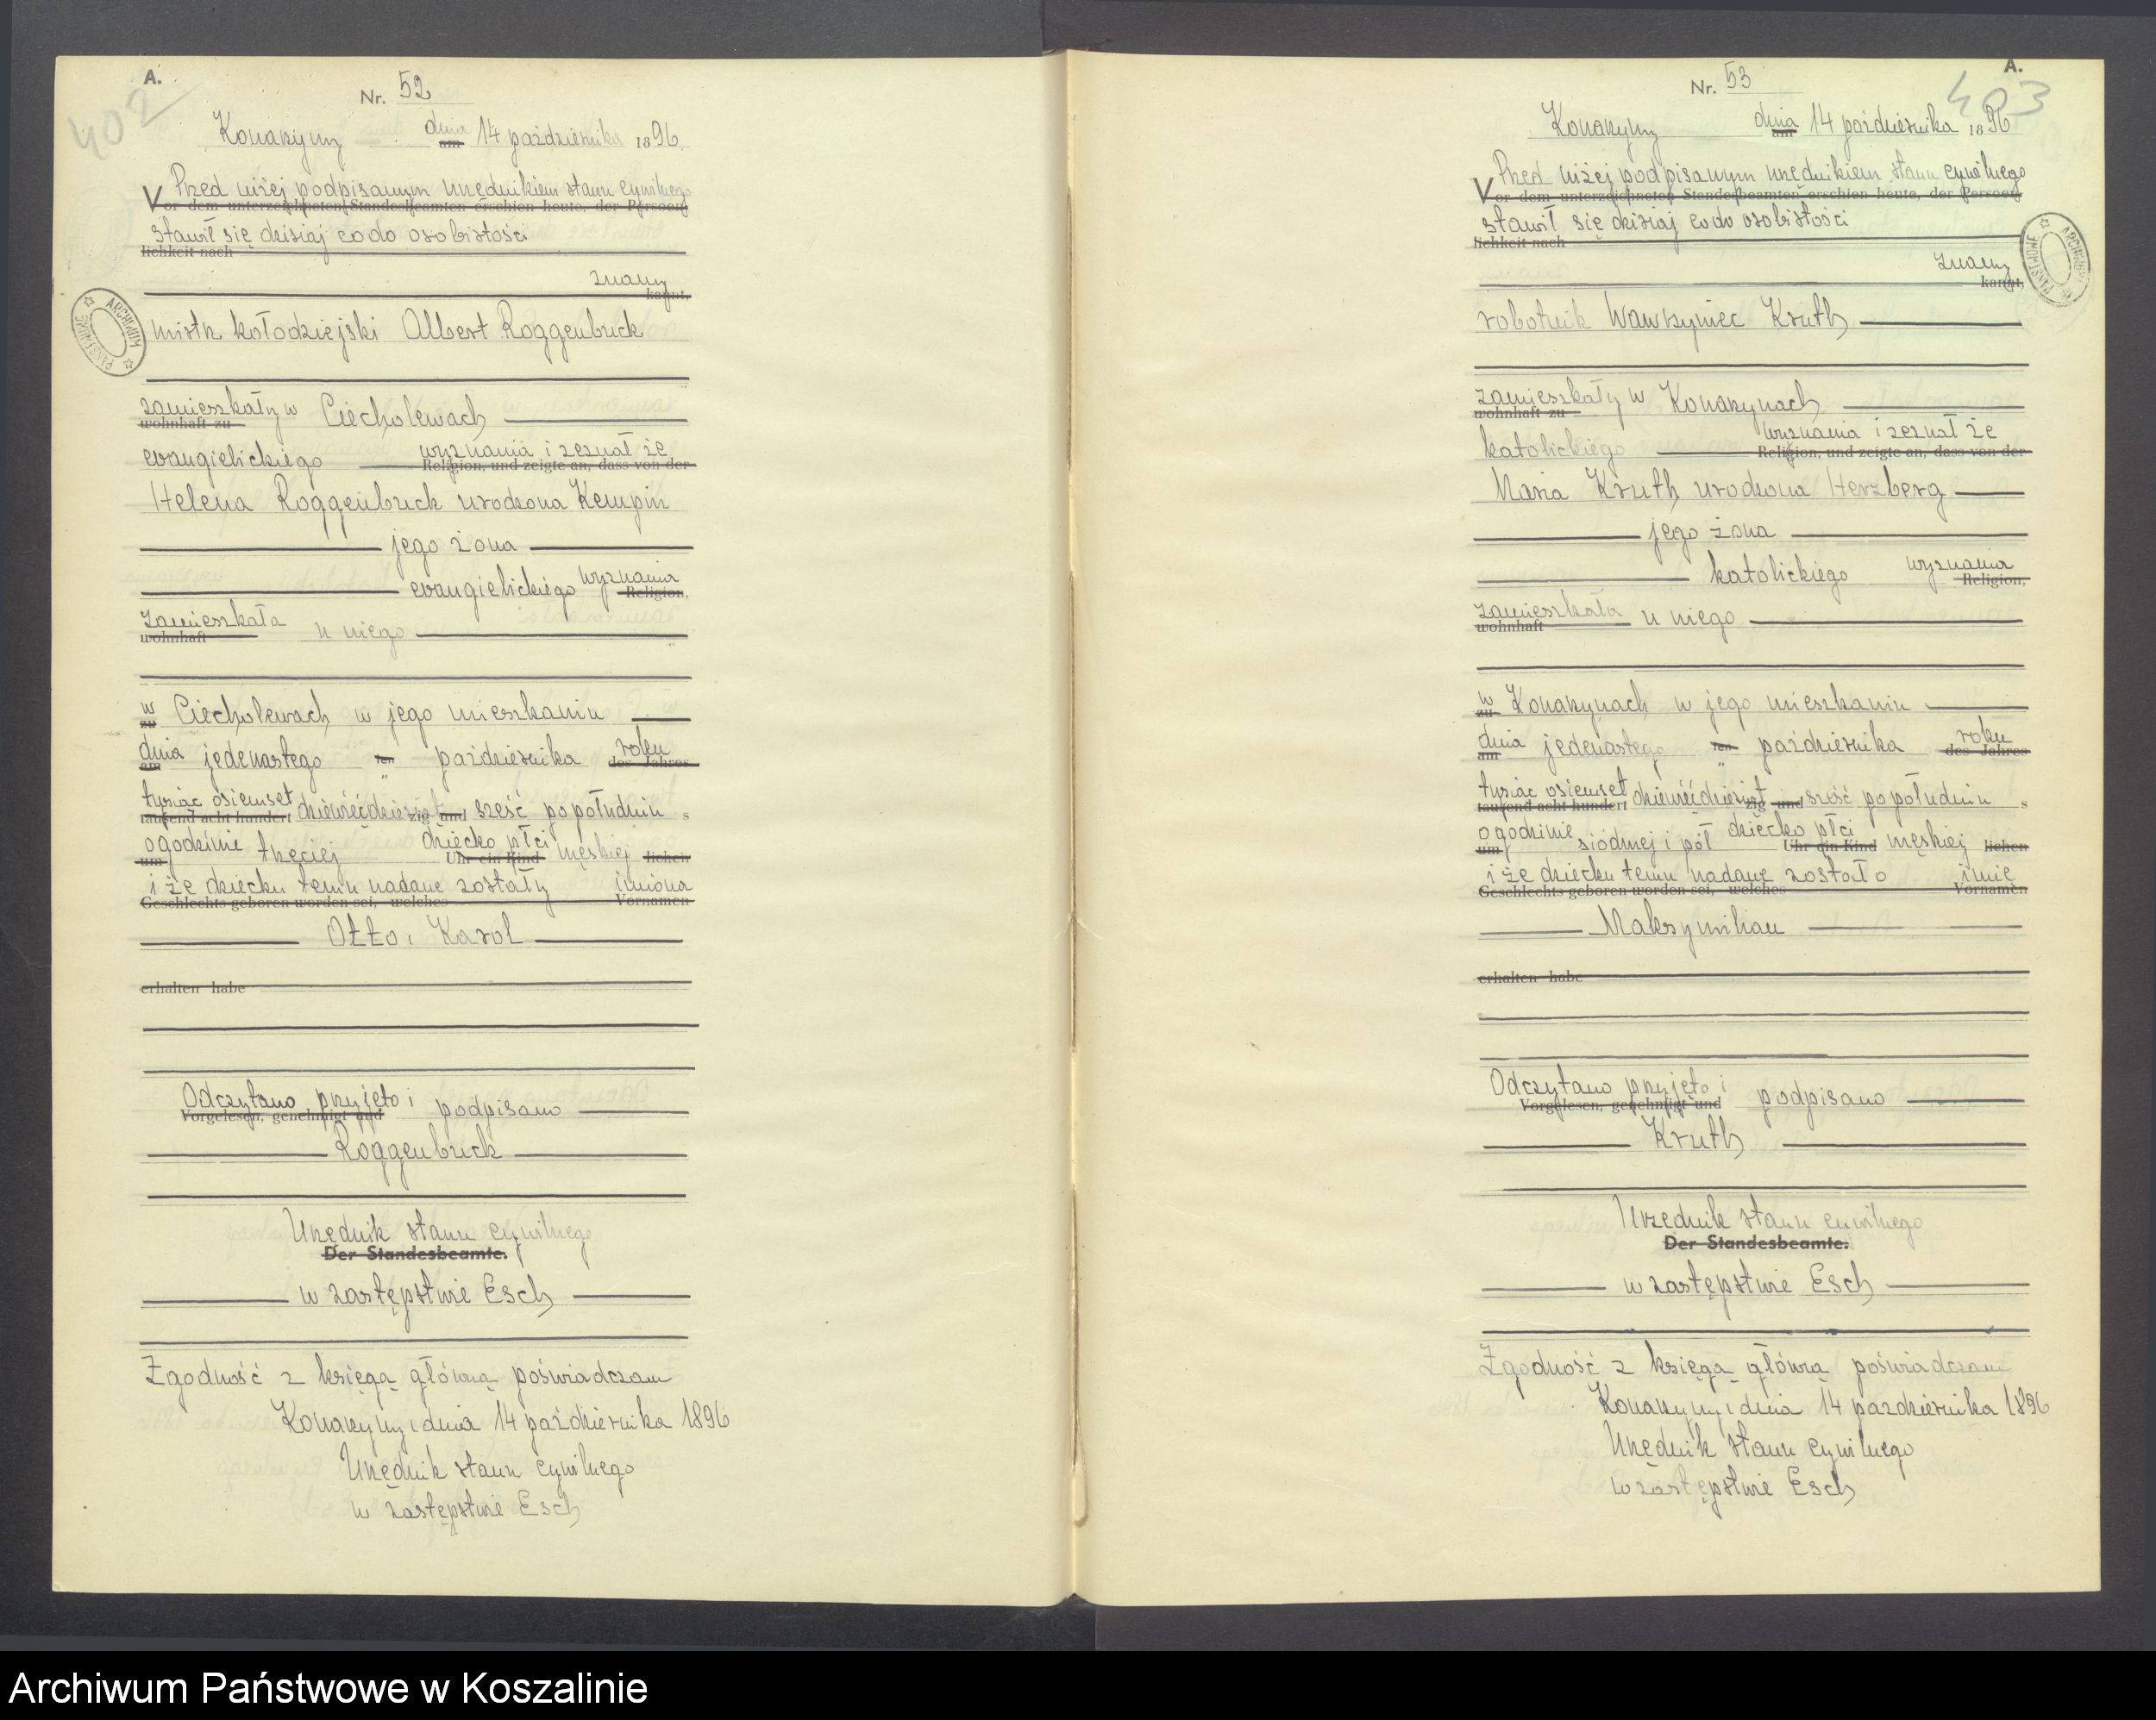 A.
402
Nr. 52
Konarzyny dnia 14 października 1896.
am
Przed niżej podpisanym urzędnikiem stanu cywilnego
Vor dem unterzeichneten Standesbeamten erschien heute, der Persoen
stawił się dzisiaj co do osobistości
lichkeit nach
znany
kannt,
ARCHIWUM PAŃSTWOWE
mistrz kołodziejski Albert Roggenbuck
zamieszkały w Ciecholewach
wohnhaft zu
evangielickiego wyznania i zeznał że
Religion, und zeigte an, dass von der
Helena Roggenbuck urodzona Kempin
jego żona
evangielickiego wyznania
Religion,
zamieszkała u niego
wohnhaft
w Ciecholewach w jego mieszkaniu
zu
dnia jedenastego ten października roku
am des Jahres
tysiąc osiemset dziewięćdziesiąt sześć popołudniu
tausend acht hundert zig und s
o godzinie trzeciej dziecko płci męskiej
um Uhr ein Kind lichen
i że dziecku temu nadane zostały imiona
Geschlechts geboren worden sei, welches Vornamen
Otto, Karol
erhalten habe
Odczytano przyjęto i podpisano
Vorgelesen, genehmigt und
Roggenbuck
Urzędnik stanu cywilnego
Der Standesbeamte.
w zastępstwie Esch
Zgodność z księgą główną poświadczam
Konarzyny, dnia 14 października 1896
Urzędnik stanu cywilnego
w zastępstwie Esch
A.
403
Nr. 53
Konarzyny dnia 14 października 1896
am
Przed niżej podpisanym urzędnikiem stanu cywilnego
Vor dem unterzeichneten Standesbeamten erschien heute, der Persoen
stawił się dzisiaj co do osobistości
lichkeit nach
znany
kannt,
ARCHIWUM PAŃSTWOWE
robotnik Wawrzyniec Kruth
zamieszkały w Konarzynach
wohnhaft zu
katolickiego wyznania i zeznał że
Religion, und zeigte an, dass von der
Maria Kruth urodzona Herzberg
jego żona
katolickiego wyznania
Religion,
zamieszkała u niego
wohnhaft
w Konarzynach w jego mieszkaniu
zu
dnia jedenastego ten października roku
am des Jahres
tysiąc osiemset dziewięćdziesiąt sześć popołudniu
tausend acht hundert zig und s
o godzinie siódmej i pół dziecko płci męskiej
um Uhr ein Kind lichen
i że dziecku temu nadane zostało imię
Geschlechts geboren worden sei, welches Vornamen
Maksymilian
erhalten habe
Odczytano przyjęto i podpisano
Vorgelesen, genehmigt und
Kruth
Urzędnik stanu cywilnego
Der Standesbeamte.
w zastępstwie Esch
Zgodność z księgą główną poświadczam
Konarzyny, dnia 14 października 1896
Urzędnik stanu cywilnego
w zastępstwie Esch
Archiwum Państwowe w Koszalinie